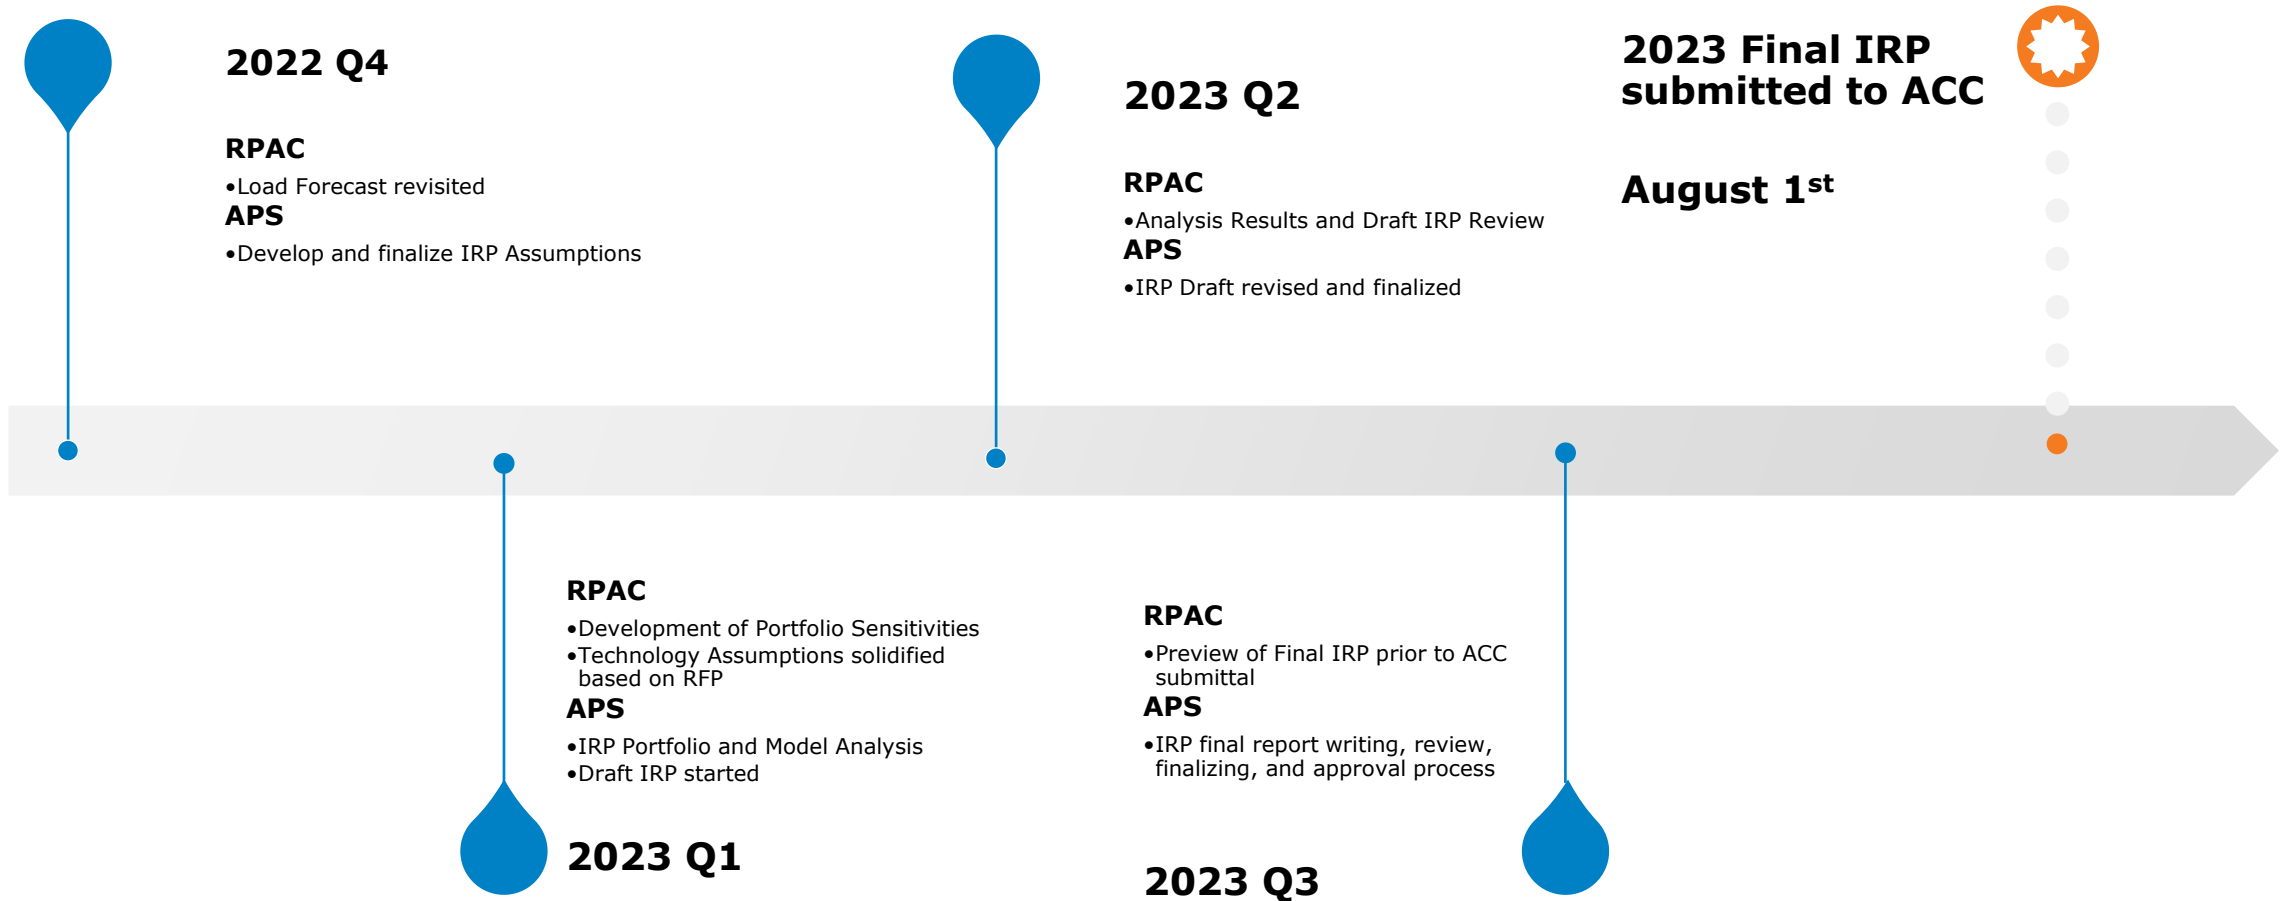 2022 Q4
RPAC
•Load Forecast revisited
APS
•Develop and finalize IRP Assumptions
RPAC
•Development of Portfolio Sensitivities
•Technology Assumptions solidified
based on RFP
APS
•IRP Portfolio and Model Analysis
•Draft IRP started
2023 Q1
2023 Q2
RPAC
•Analysis Results and Draft IRP Review
APS
•IRP Draft revised and finalized
RPAC
•Preview of Final IRP prior to ACC
submittal
APS
•IRP final report writing, review,
finalizing, and approval process
2023 Q3
2023 Final IRP
submitted to ACC
August 1st